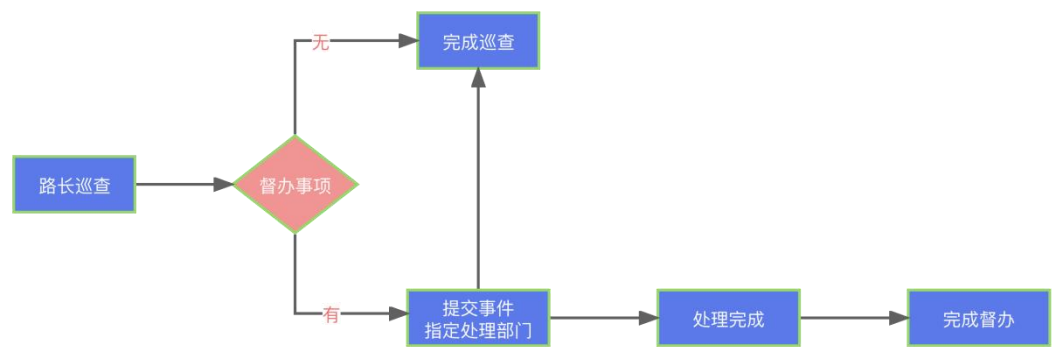 无
完成巡查
路长巡查
督办事项
有
提交事件
指定处理部门
处理完成
完成督办